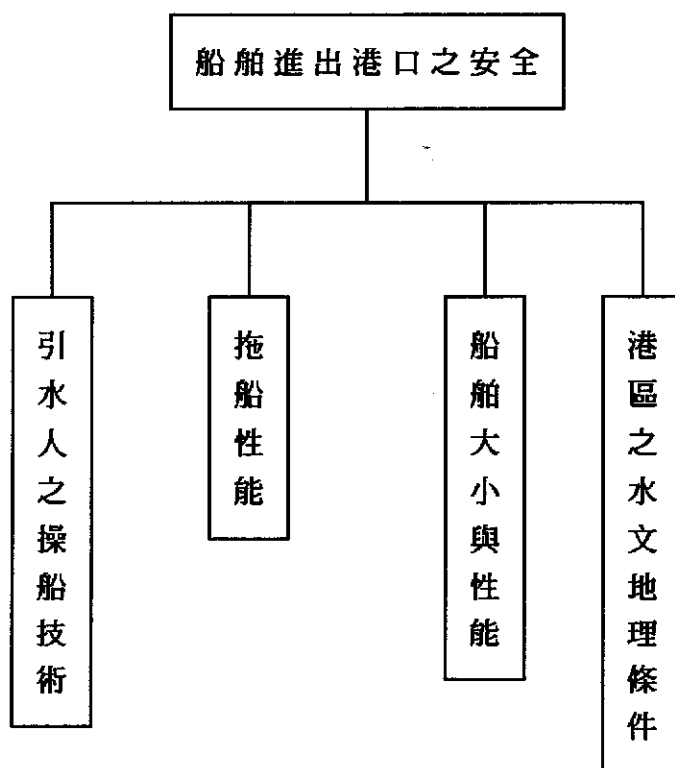 船舶進出港口之安全
引水人之操船技術
拖船性能
船舶大小與性能
港區之水文地理條件